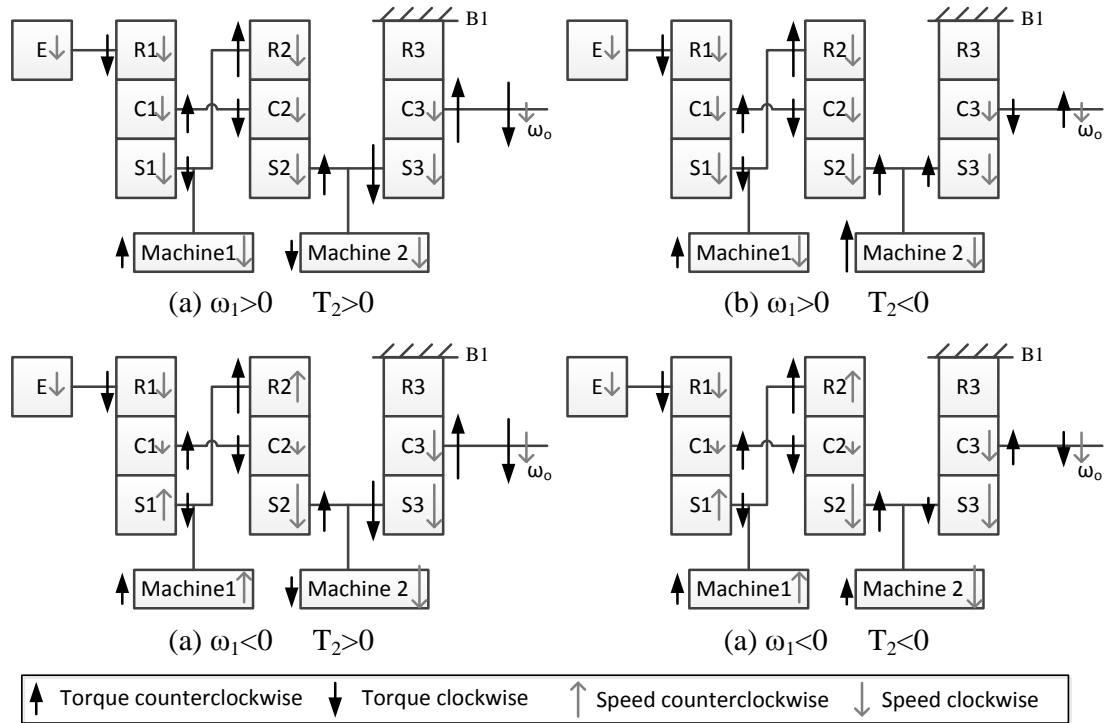 B1
B1
E
R1
R2
R3
E
R1
R2
R3
C1
C2
C3
ωₒ
C1
C2
C3
ωₒ
S1
S2
S3
S1
S2
S3
Machine1
Machine 2
Machine1
Machine 2
(a) ω₁>0 T₂>0
(b) ω₁>0 T₂<0
B1
B1
E
R1
R2
R3
E
R1
R2
R3
C1
C2
C3
ωₒ
C1
C2
C3
ωₒ
S1
S2
S3
S1
S2
S3
Machine1
Machine 2
Machine1
Machine 2
(a) ω₁<0 T₂>0
(a) ω₁<0 T₂<0
Torque counterclockwise
Torque clockwise
Speed counterclockwise
Speed clockwise